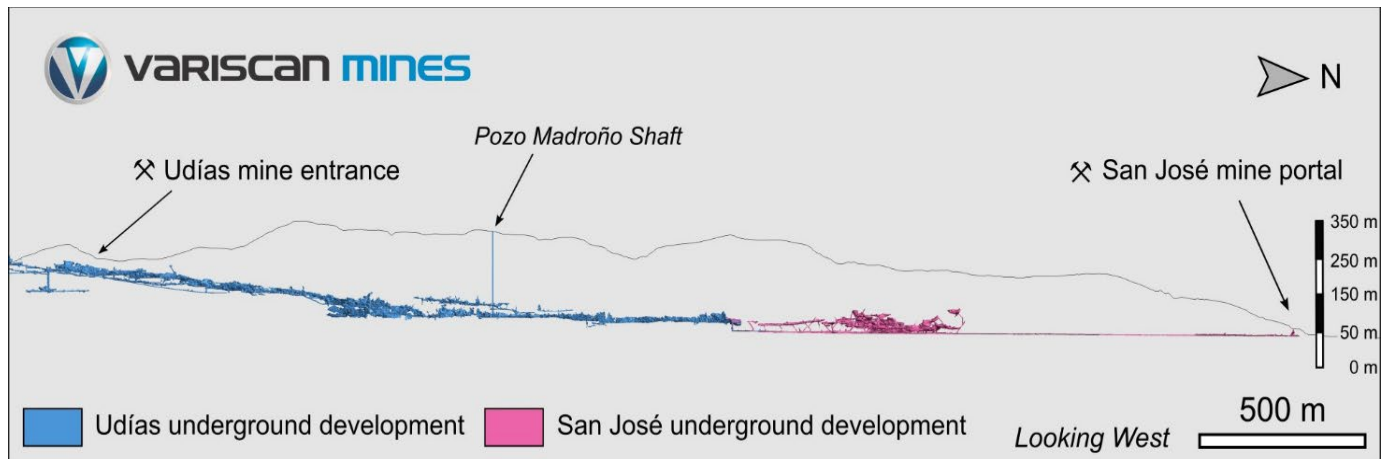 VARISCAN MINES
N
Pozo Madroño Shaft
⚒ Udías mine entrance
⚒ San José mine portal
350 m
250 m
150 m
50 m
0 m
Udías underground development
San José underground development
Looking West
500 m